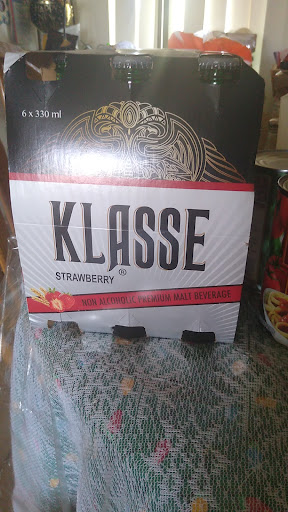 6 x 330 ml
KLASSE
®
STRAWBERRY
NON ALCOHOLIC PREMIUM MALT BEVERAGE